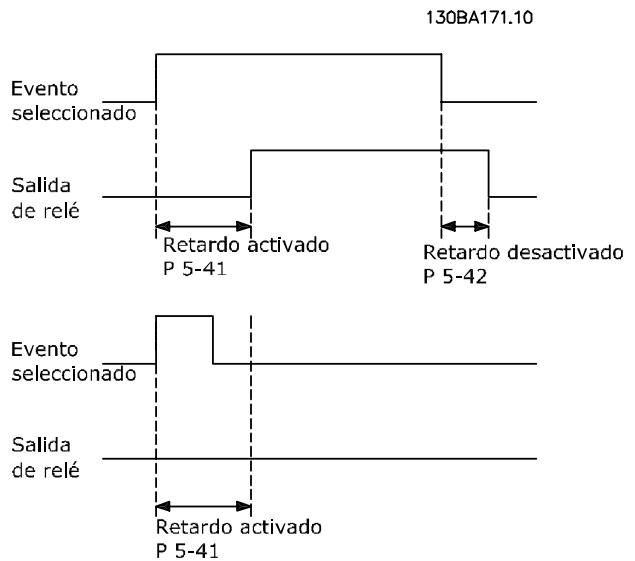 130BA171.10
Evento
seleccionado
Salida
de relé
Retardo activado
P 5-41
Retardo desactivado
P 5-42
Evento
seleccionado
Salida
de relé
Retardo activado
P 5-41